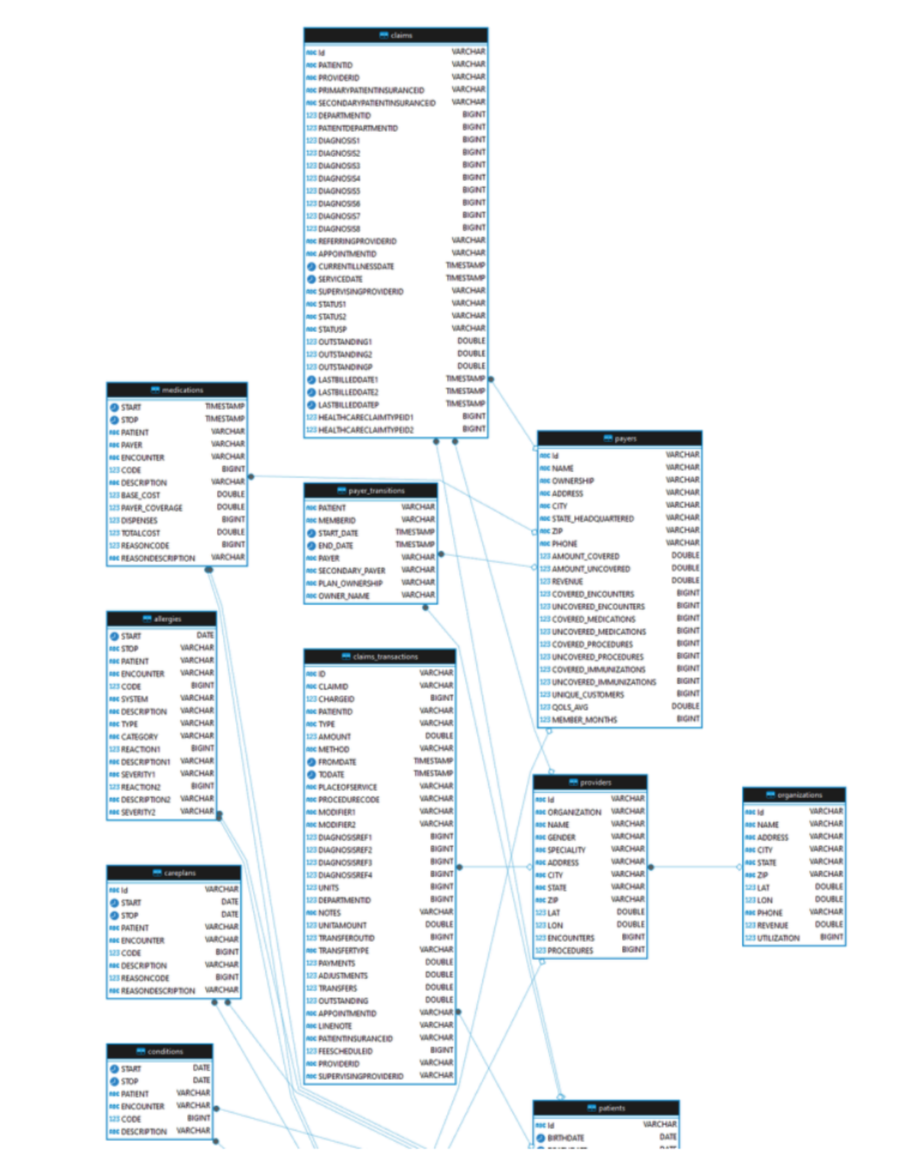 claims
Id VARCHAR
PATIENTID VARCHAR
PROVIDERID VARCHAR
PRIMARYPATIENTINSURANCEID VARCHAR
SECONDARYPATIENTINSURANCEID VARCHAR
DEPARTMENTID BIGINT
PATIENTDEPARTMENTID BIGINT
DIAGNOSIS1 BIGINT
DIAGNOSIS2 BIGINT
DIAGNOSIS3 BIGINT
DIAGNOSIS4 BIGINT
DIAGNOSIS5 BIGINT
DIAGNOSIS6 BIGINT
DIAGNOSIS7 BIGINT
DIAGNOSIS8 BIGINT
REFERRINGPROVIDERID VARCHAR
APPOINTMENTID VARCHAR
CURRENTILLNESSDATE TIMESTAMP
SERVICEDATE TIMESTAMP
SUPERVISINGPROVIDERID VARCHAR
STATUS1 VARCHAR
STATUS2 VARCHAR
STATUSP VARCHAR
OUTSTANDING1 DOUBLE
OUTSTANDING2 DOUBLE
OUTSTANDINGP DOUBLE
LASTBILLEDDATE1 TIMESTAMP
LASTBILLEDDATE2 TIMESTAMP
LASTBILLEDDATEP TIMESTAMP
HEALTHCARECLAIMTYPEID1 BIGINT
HEALTHCARECLAIMTYPEID2 BIGINT
medications
START TIMESTAMP
STOP TIMESTAMP
PATIENT VARCHAR
PAYER VARCHAR
ENCOUNTER VARCHAR
CODE BIGINT
DESCRIPTION VARCHAR
BASE_COST DOUBLE
PAYER_COVERAGE DOUBLE
DISPENSES BIGINT
TOTALCOST DOUBLE
REASONCODE BIGINT
REASONDESCRIPTION VARCHAR
payers
Id VARCHAR
NAME VARCHAR
OWNERSHIP VARCHAR
ADDRESS VARCHAR
CITY VARCHAR
STATE_HEADQUARTERED VARCHAR
ZIP VARCHAR
PHONE VARCHAR
AMOUNT_COVERED DOUBLE
AMOUNT_UNCOVERED DOUBLE
REVENUE DOUBLE
COVERED_ENCOUNTERS BIGINT
UNCOVERED_ENCOUNTERS BIGINT
COVERED_MEDICATIONS BIGINT
UNCOVERED_MEDICATIONS BIGINT
COVERED_PROCEDURES BIGINT
UNCOVERED_PROCEDURES BIGINT
COVERED_IMMUNIZATIONS BIGINT
UNCOVERED_IMMUNIZATIONS BIGINT
UNIQUE_CUSTOMERS BIGINT
QOLS_AVG DOUBLE
MEMBER_MONTHS BIGINT
payer_transitions
PATIENT VARCHAR
MEMBERID VARCHAR
START_DATE TIMESTAMP
END_DATE TIMESTAMP
PAYER VARCHAR
SECONDARY_PAYER VARCHAR
PLAN_OWNERSHIP VARCHAR
OWNER_NAME VARCHAR
allergies
START DATE
STOP VARCHAR
PATIENT VARCHAR
ENCOUNTER VARCHAR
CODE BIGINT
SYSTEM VARCHAR
DESCRIPTION VARCHAR
TYPE VARCHAR
CATEGORY VARCHAR
REACTION1 BIGINT
DESCRIPTION1 VARCHAR
SEVERITY1 VARCHAR
REACTION2 BIGINT
DESCRIPTION2 VARCHAR
SEVERITY2 VARCHAR
claims_transactions
ID VARCHAR
CLAIMID VARCHAR
CHARGEID BIGINT
PATIENTID VARCHAR
TYPE VARCHAR
AMOUNT DOUBLE
METHOD VARCHAR
FROMDATE TIMESTAMP
TODATE TIMESTAMP
PLACEOFSERVICE VARCHAR
PROCEDURECODE VARCHAR
MODIFIER1 VARCHAR
MODIFIER2 VARCHAR
DIAGNOSISREF1 BIGINT
DIAGNOSISREF2 BIGINT
DIAGNOSISREF3 BIGINT
DIAGNOSISREF4 BIGINT
UNITS BIGINT
DEPARTMENTID BIGINT
NOTES VARCHAR
UNITAMOUNT DOUBLE
TRANSFEROUTID BIGINT
TRANSFERTYPE VARCHAR
PAYMENTS DOUBLE
ADJUSTMENTS DOUBLE
TRANSFERS DOUBLE
OUTSTANDING DOUBLE
APPOINTMENTID VARCHAR
LINENOTE VARCHAR
PATIENTINSURANCEID VARCHAR
FEESCHEDULEID BIGINT
PROVIDERID VARCHAR
SUPERVISINGPROVIDERID VARCHAR
providers
Id VARCHAR
ORGANIZATION VARCHAR
NAME VARCHAR
GENDER VARCHAR
SPECIALITY VARCHAR
ADDRESS VARCHAR
CITY VARCHAR
STATE VARCHAR
ZIP VARCHAR
LAT DOUBLE
LON DOUBLE
ENCOUNTERS BIGINT
PROCEDURES BIGINT
organizations
Id VARCHAR
NAME VARCHAR
ADDRESS VARCHAR
CITY VARCHAR
STATE VARCHAR
ZIP VARCHAR
LAT DOUBLE
LON DOUBLE
PHONE VARCHAR
REVENUE DOUBLE
UTILIZATION BIGINT
careplans
Id VARCHAR
START DATE
STOP DATE
PATIENT VARCHAR
ENCOUNTER VARCHAR
CODE BIGINT
DESCRIPTION VARCHAR
REASONCODE BIGINT
REASONDESCRIPTION VARCHAR
conditions
START DATE
STOP DATE
PATIENT VARCHAR
ENCOUNTER VARCHAR
CODE BIGINT
DESCRIPTION VARCHAR
patients
Id VARCHAR
BIRTHDATE DATE